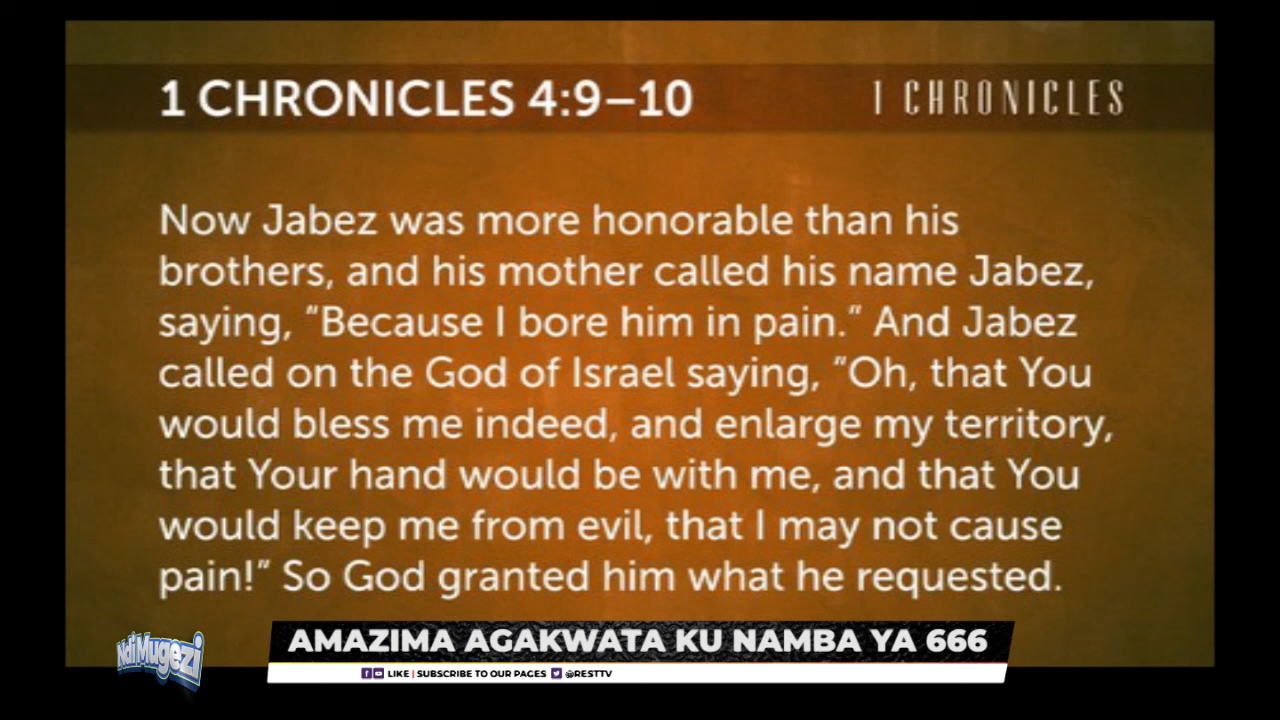 1 CHRONICLES 4:9–10
1 CHRONICLES
Now Jabez was more honorable than his
brothers, and his mother called his name Jabez,
saying, “Because I bore him in pain.” And Jabez
called on the God of Israel saying, “Oh, that You
would bless me indeed, and enlarge my territory,
that Your hand would be with me, and that You
would keep me from evil, that I may not cause
pain!” So God granted him what he requested.
NdiMugezi
AMAZIMA AGAKWATA KU NAMBA YA 666
LIKE | SUBSCRIBE TO OUR PAGES @RESTTV